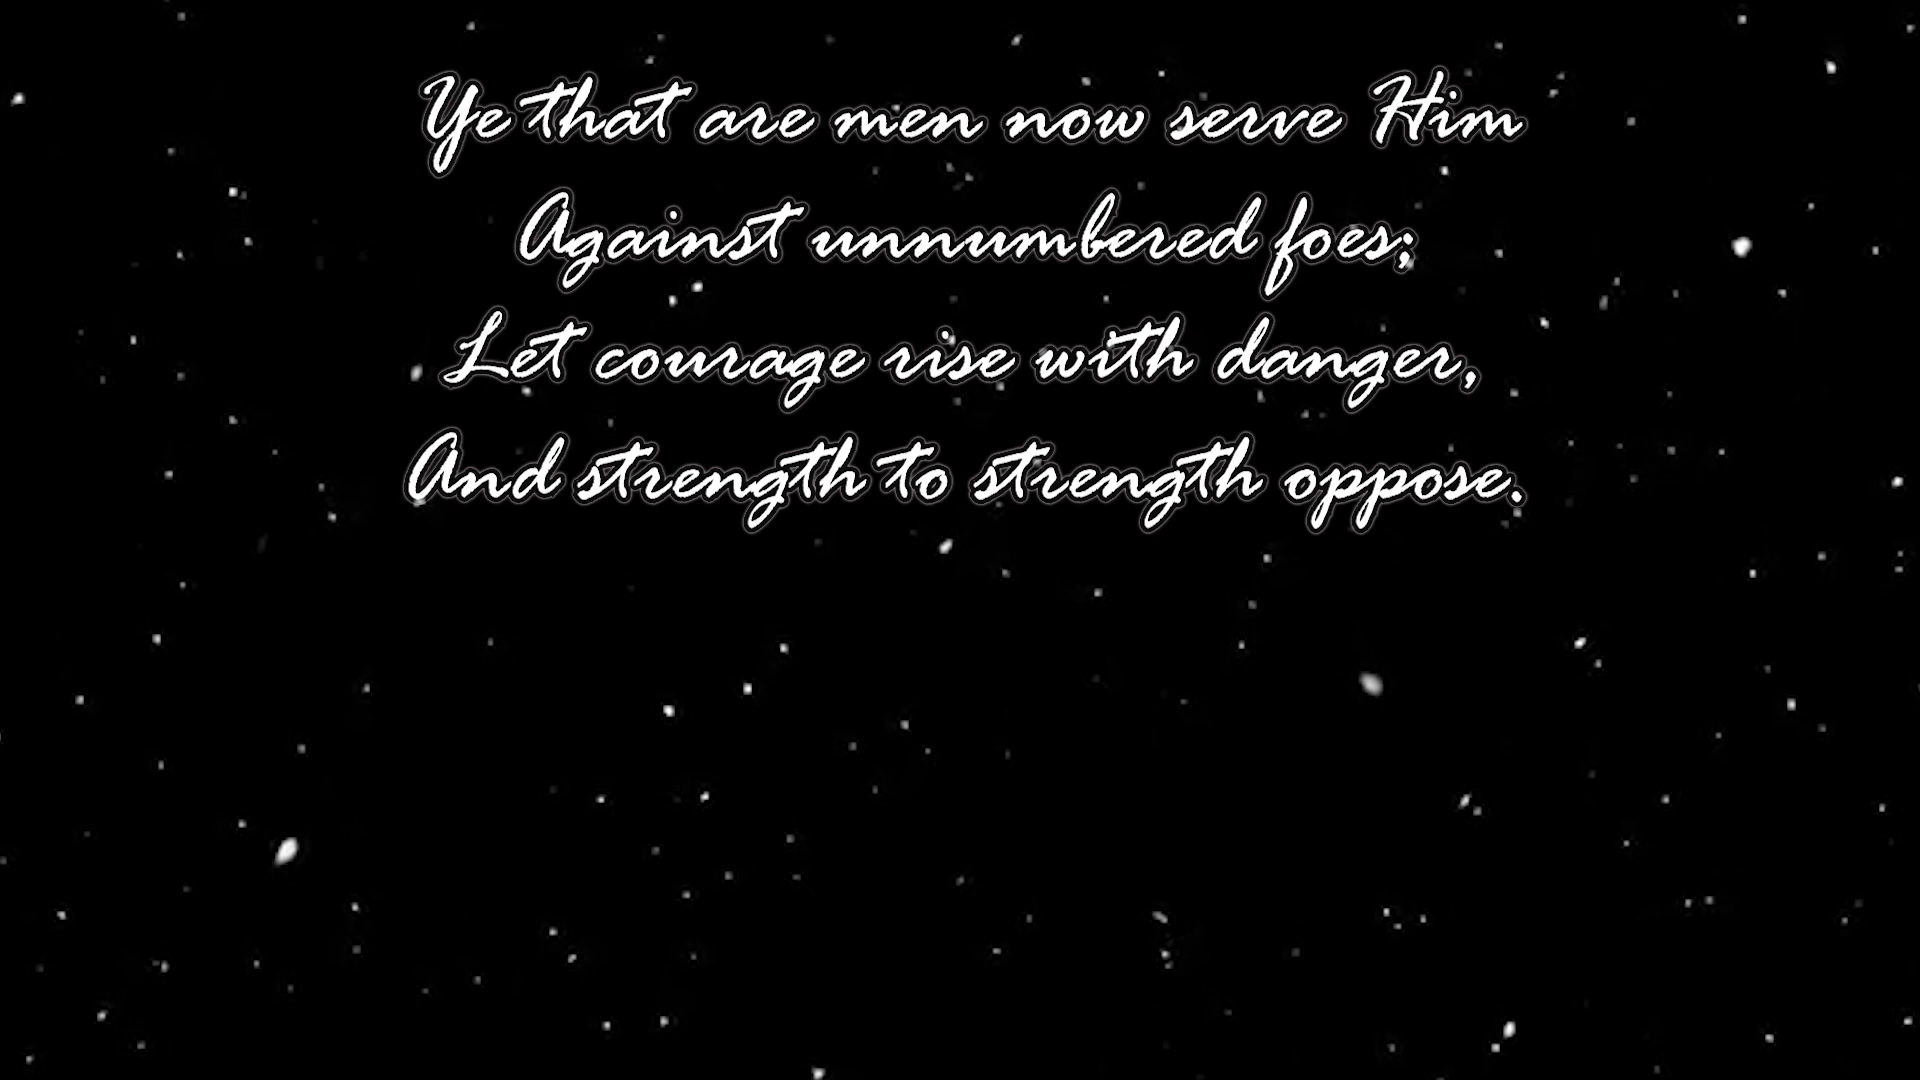 Ye that are men now serve Him
Against unnumbered foes;
Let courage rise with danger,
And strength to strength oppose.